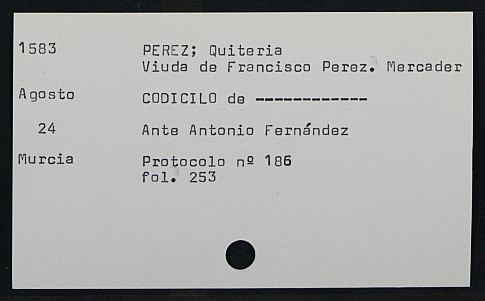 1583 PEREZ; Quiteria
Viuda de Francisco Perez. Mercader
Agosto CODICILO de ------------
24 Ante Antonio Fernández
Murcia Protocolo nº 186
fol. 253